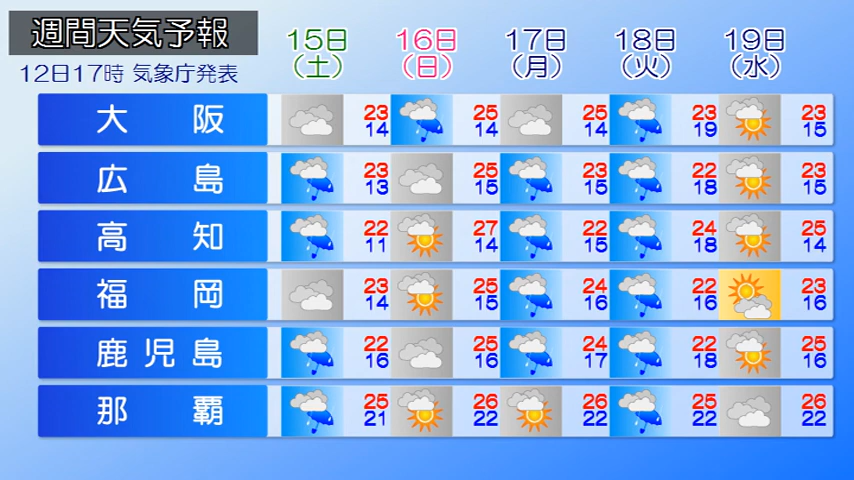 週間天気予報
12日17時 気象庁発表
15日 16日 17日 18日 19日
(土) (日) (月) (火) (水)
大阪 23 14 25 14 25 14 23 19 23 15
広島 23 13 25 15 23 15 22 18 23 15
高知 22 11 27 14 22 15 24 18 25 14
福岡 23 14 25 15 24 16 22 16 23 16
鹿児島 22 16 25 16 24 17 22 18 25 16
那覇 25 21 26 22 26 22 25 22 26 22